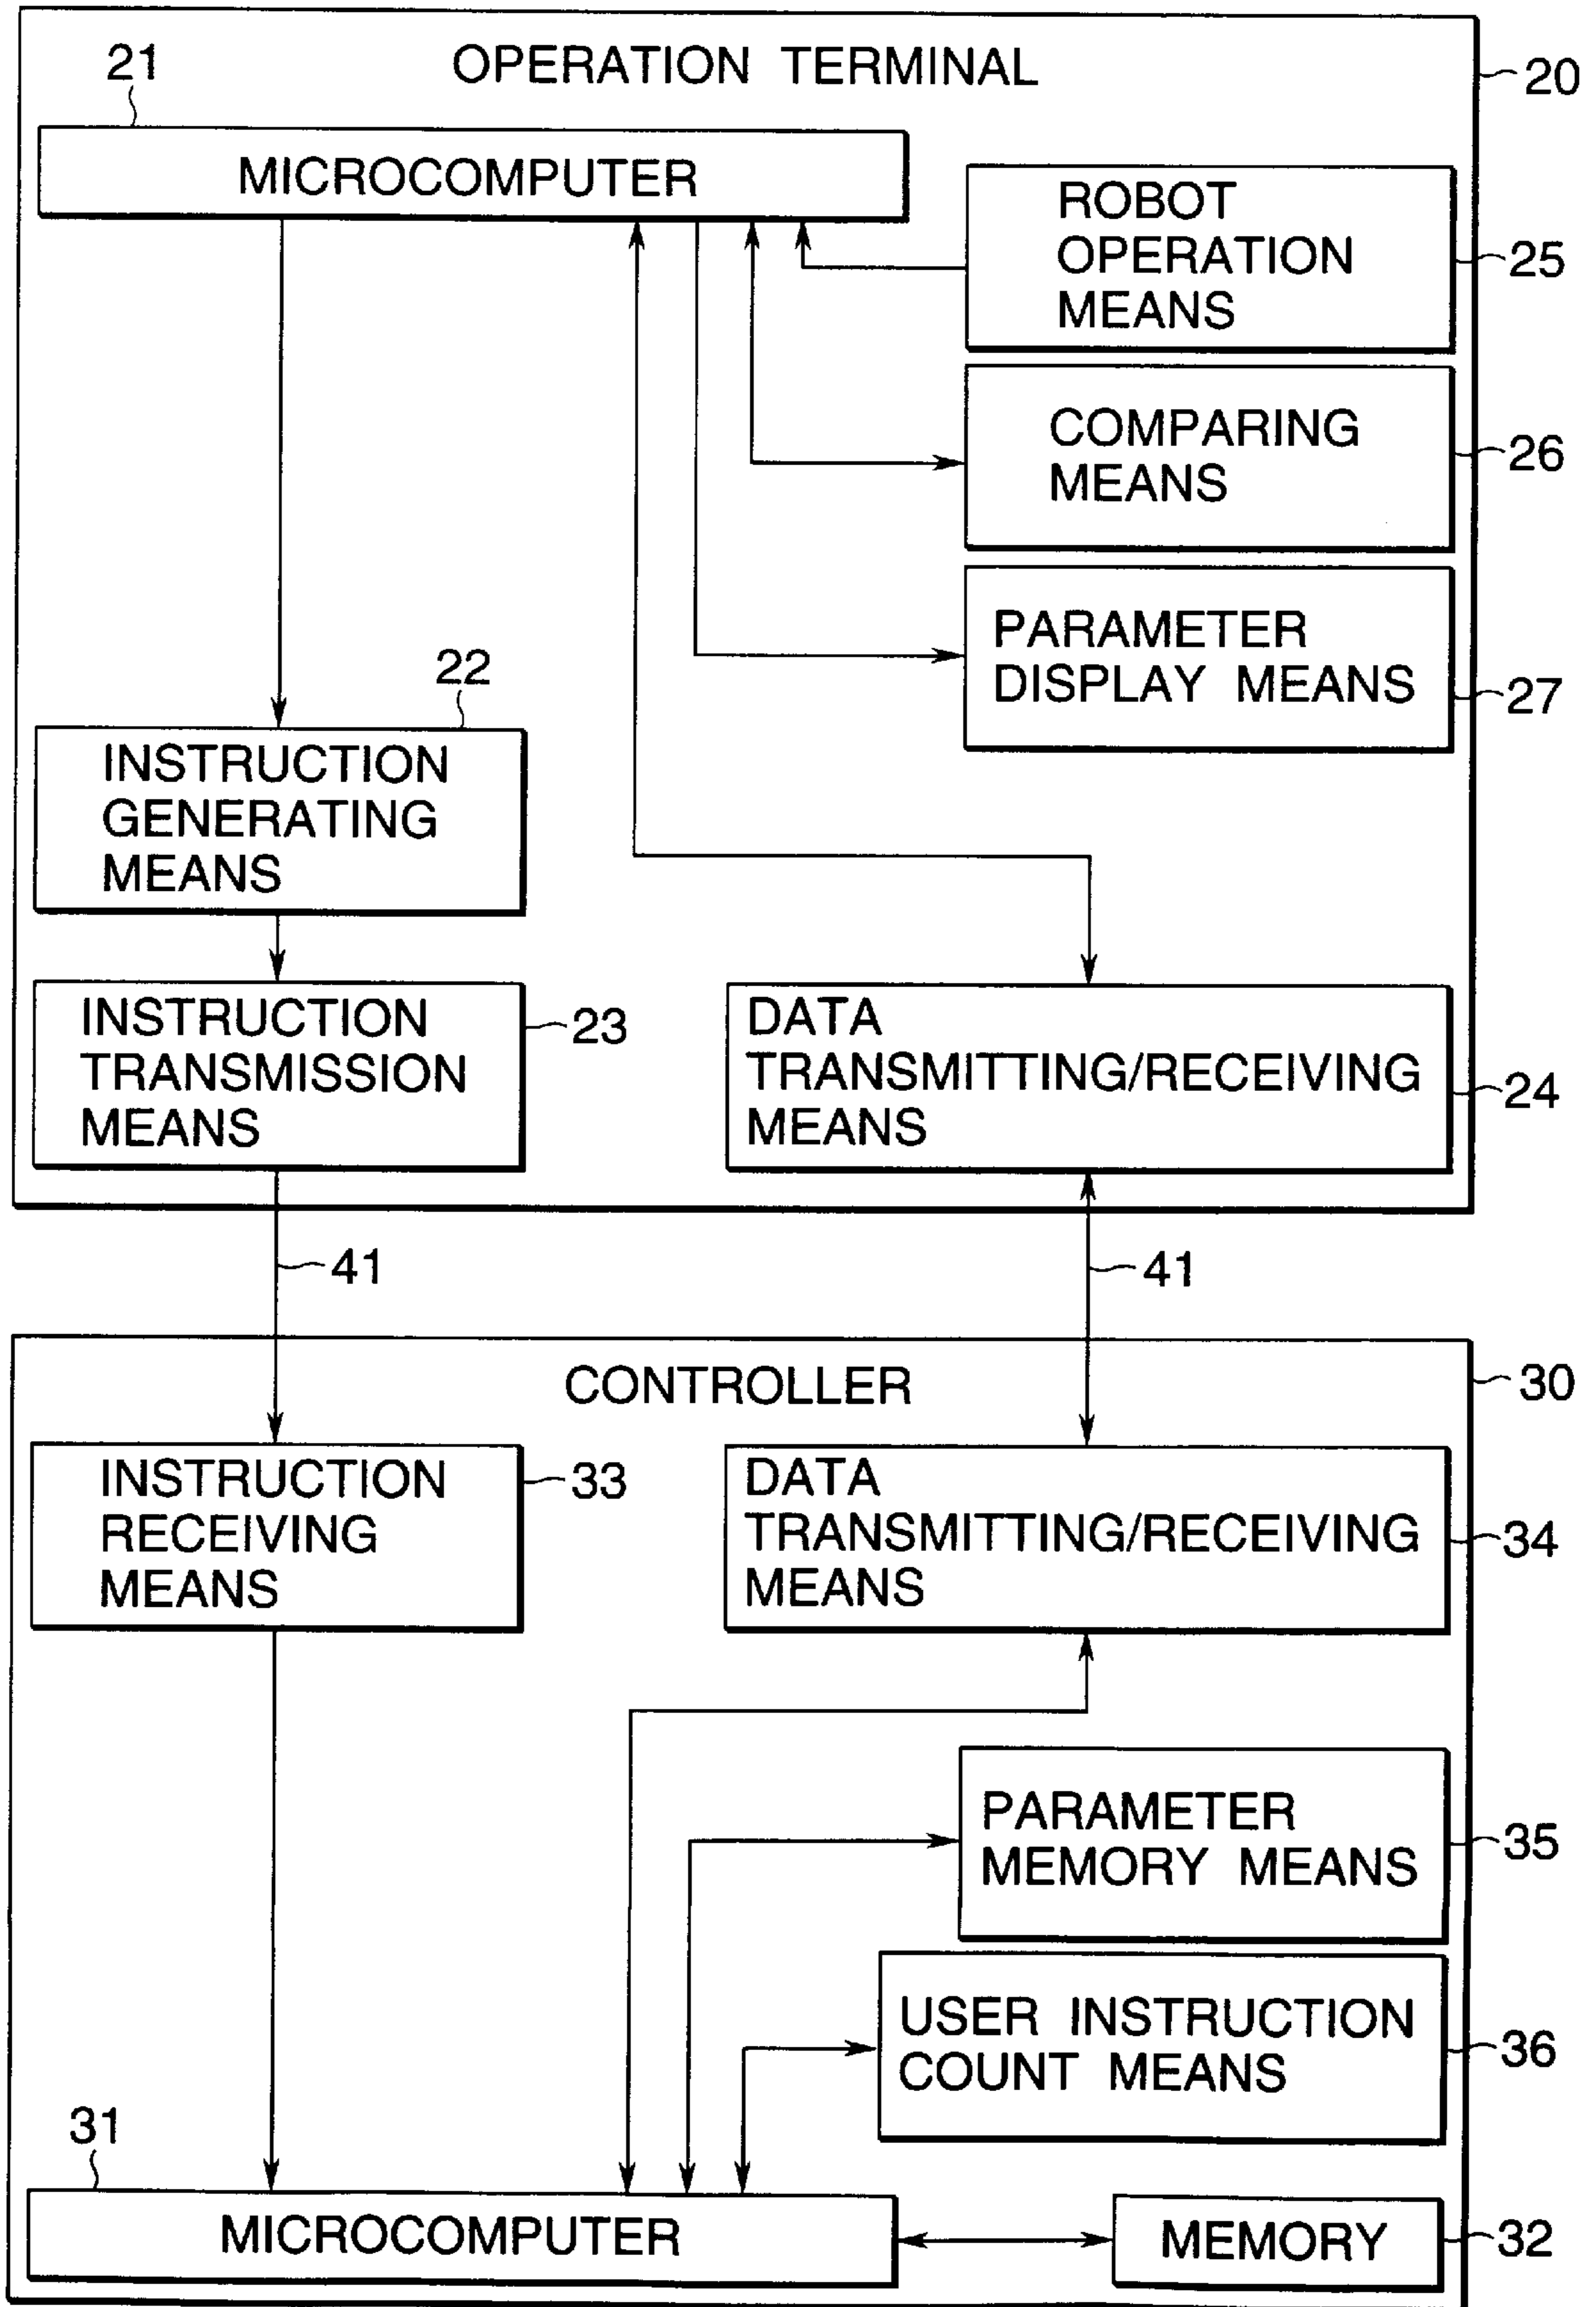 OPERATION TERMINAL
20
21
MICROCOMPUTER
ROBOT
OPERATION
MEANS
25
COMPARING
MEANS
26
PARAMETER
DISPLAY MEANS
27
22
INSTRUCTION
GENERATING
MEANS
INSTRUCTION
TRANSMISSION
MEANS
23
DATA
TRANSMITTING/RECEIVING
MEANS
24
41
41
CONTROLLER
30
INSTRUCTION
RECEIVING
MEANS
33
DATA
TRANSMITTING/RECEIVING
MEANS
34
PARAMETER
MEMORY MEANS
35
USER INSTRUCTION
COUNT MEANS
36
31
MICROCOMPUTER
MEMORY
32